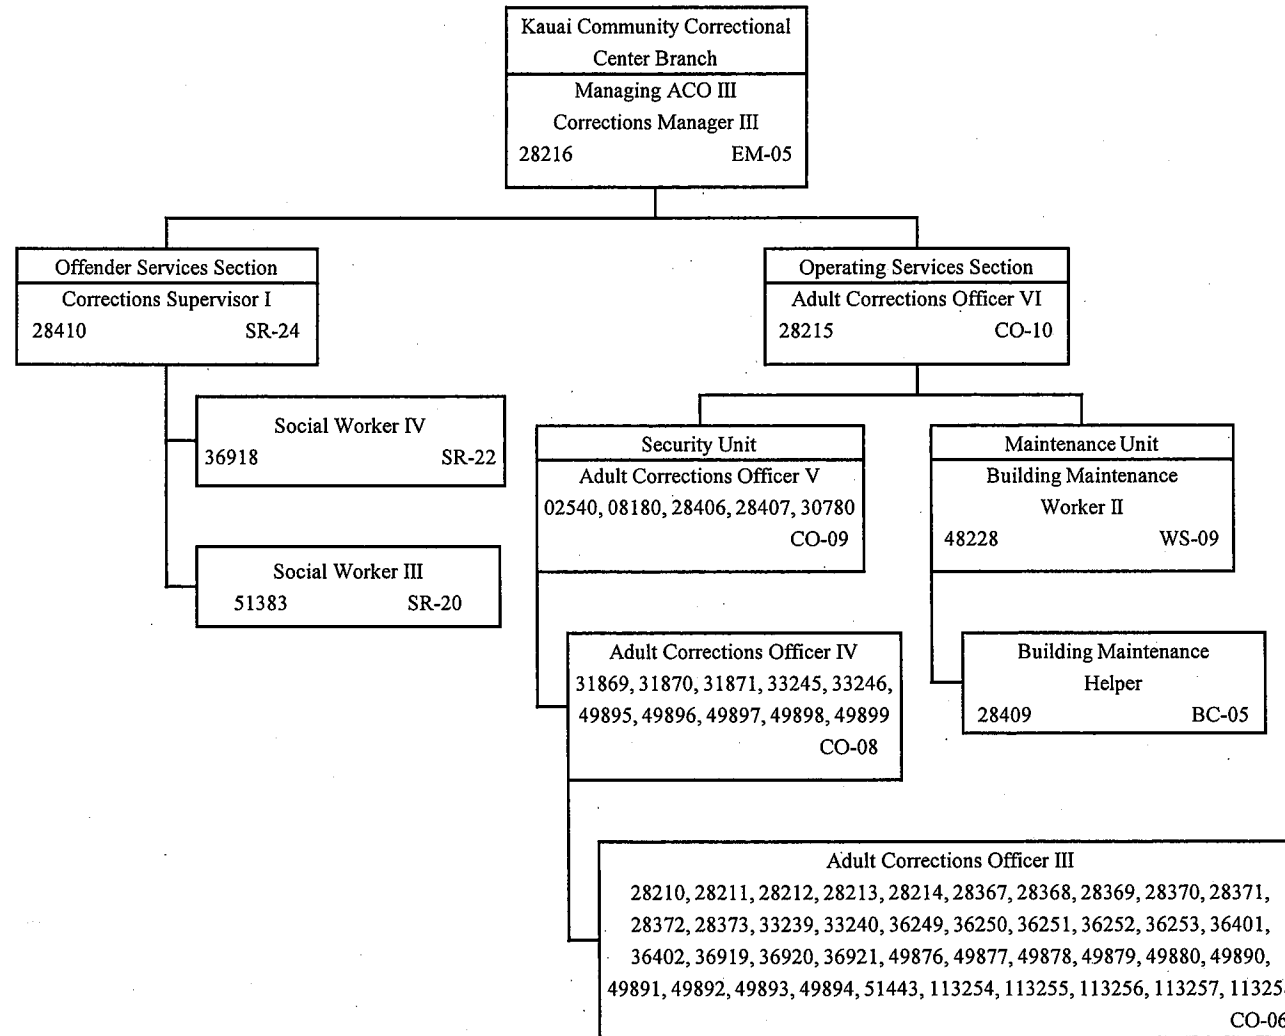 Kauai Community Correctional
Center Branch
Managing ACO III
Corrections Manager III
28216 EM-05
Offender Services Section
Corrections Supervisor I
28410 SR-24
Social Worker IV
36918 SR-22
Social Worker III
51383 SR-20
Operating Services Section
Adult Corrections Officer VI
28215 CO-10
Security Unit
Adult Corrections Officer V
02540, 08180, 28406, 28407, 30780
CO-09
Adult Corrections Officer IV
31869, 31870, 31871, 33245, 33246,
49895, 49896, 49897, 49898, 49899
CO-08
Adult Corrections Officer III
28210, 28211, 28212, 28213, 28214, 28367, 28368, 28369, 28370, 28371,
28372, 28373, 33239, 33240, 36249, 36250, 36251, 36252, 36253, 36401,
36402, 36919, 36920, 36921, 49876, 49877, 49878, 49879, 49880, 49890,
49891, 49892, 49893, 49894, 51443, 113254, 113255, 113256, 113257,
CO-06
Maintenance Unit
Building Maintenance
Worker II
48228 WS-09
Building Maintenance
Helper
28409 BC-05